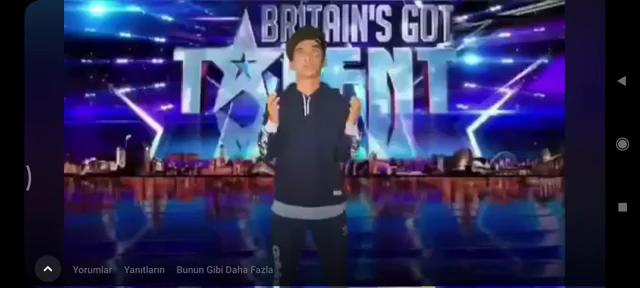 BRITAIN'S GOT
TALENT
Yorumlar Yanıtların Bunun Gibi Daha Fazla